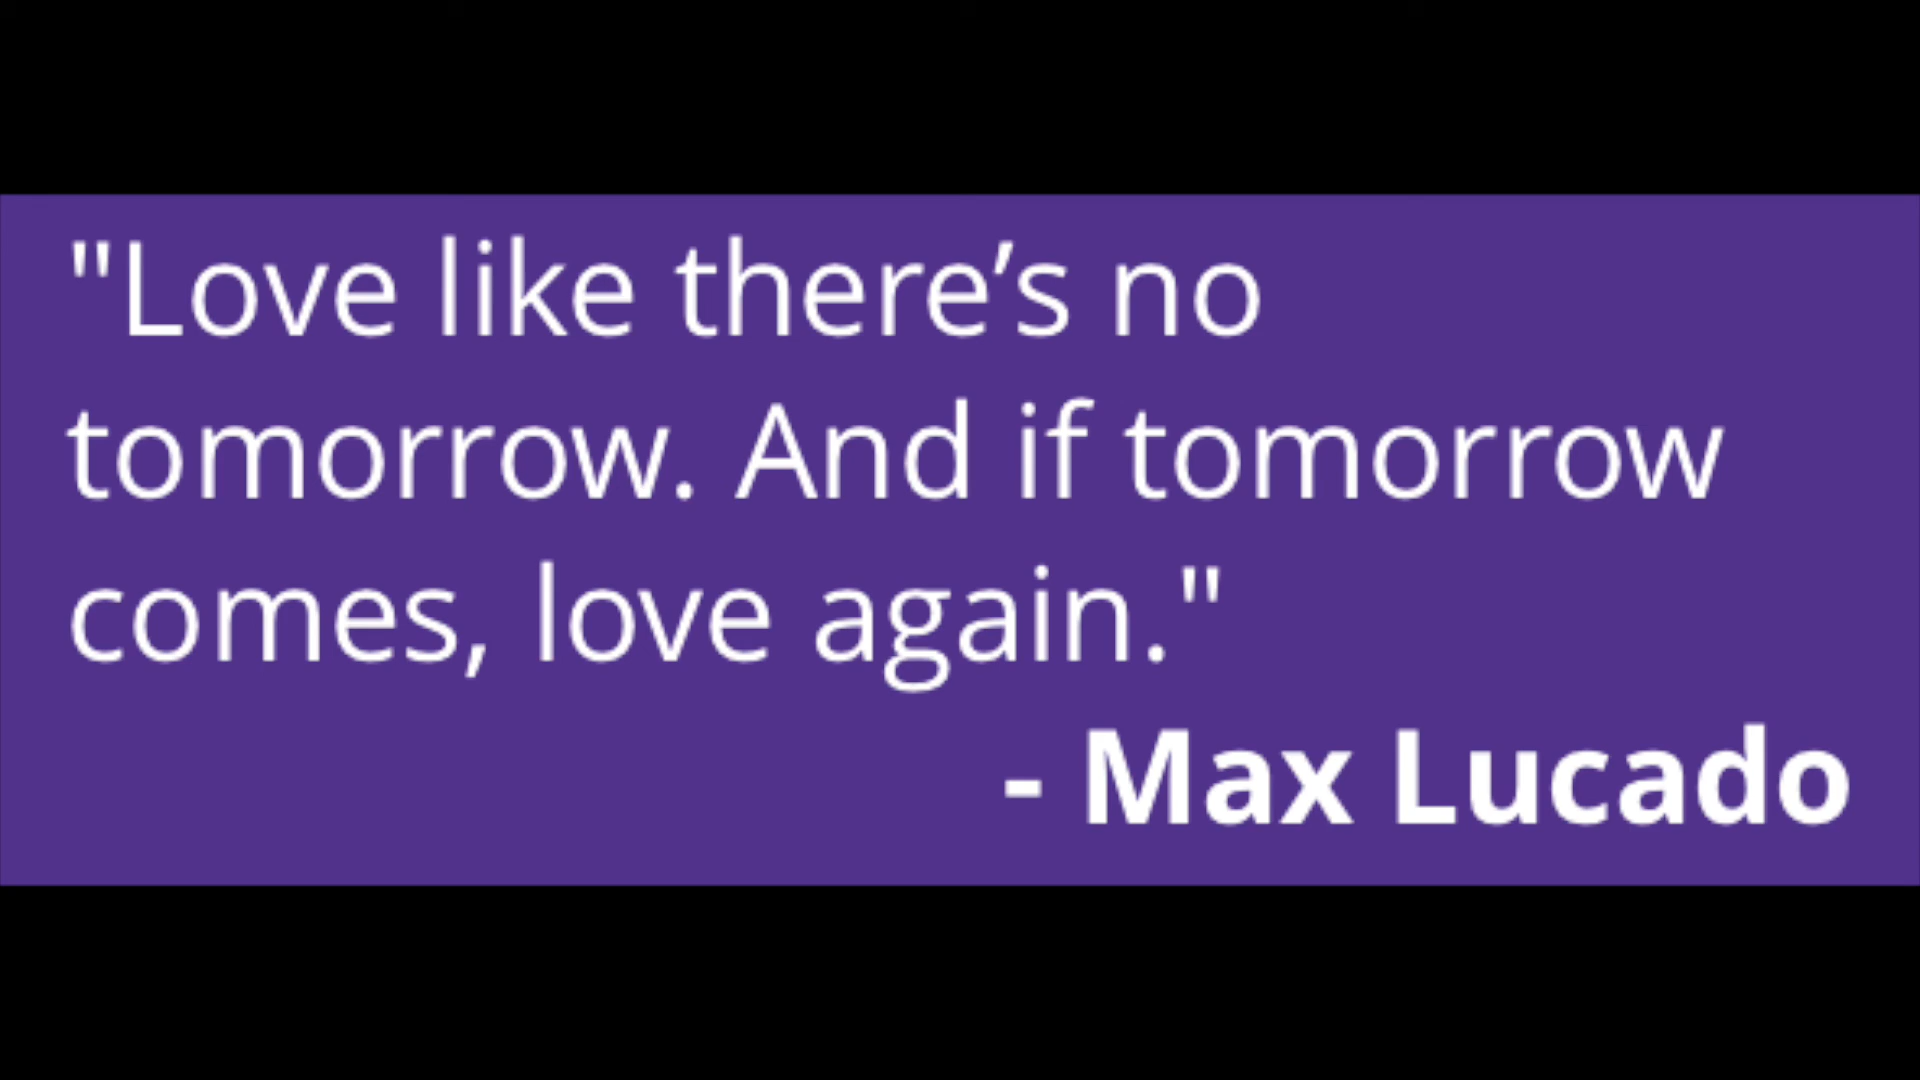 "Love like there’s no
tomorrow. And if tomorrow
comes, love again."
- Max Lucado